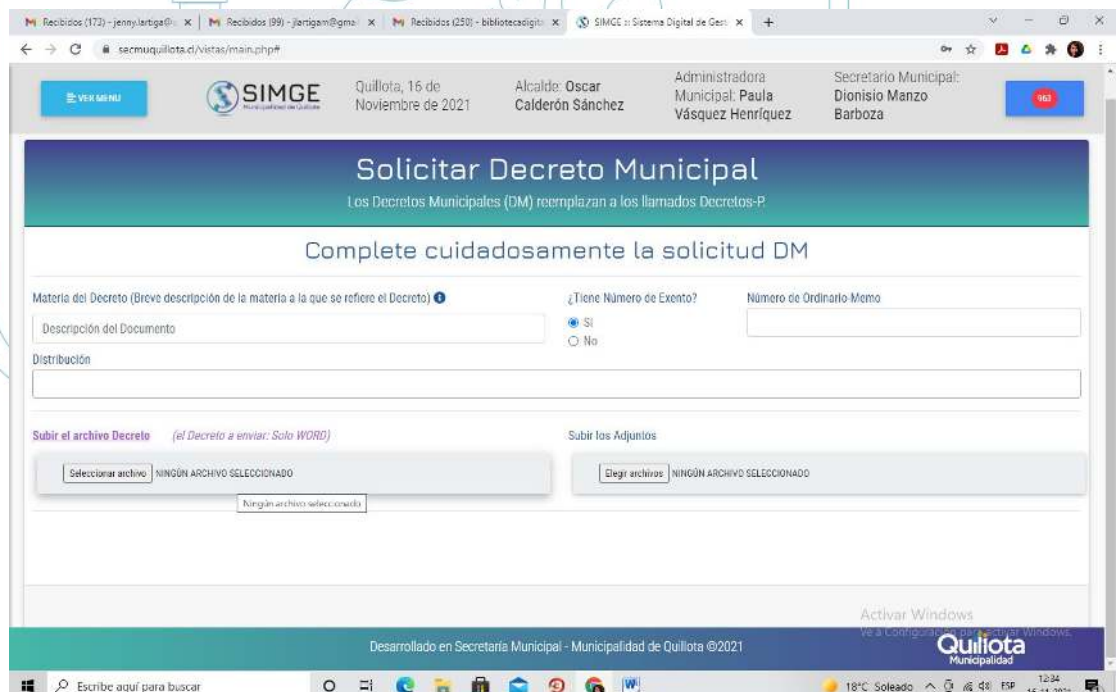 Recibidos (172) - jenny.lartiga@
Recibidos (99) - jlartigam@gmai
Recibidos (250) - bibliotecadigit
SIMGE :: Sistema Digital de Gest
secmuquillota.cl/vistas/main.php#
VER MENU
SIMGE
Municipalidad de Quillota
Quillota, 16 de
Noviembre de 2021
Alcalde: Oscar
Calderón Sánchez
Administradora
Municipal: Paula
Vásquez Henríquez
Secretario Municipal:
Dionisio Manzo
Barboza
963
Solicitar Decreto Municipal
Los Decretos Municipales (DM) reemplazan a los llamados Decretos-P.
Complete cuidadosamente la solicitud DM
Materia del Decreto (Breve descripción de la materia a la que se refiere el Decreto)
Descripción del Documento
¿Tiene Número de Exento?
Si
No
Número de Ordinario-Memo
Distribución
Subir el archivo Decreto (el Decreto a enviar: Solo WORD)
Seleccionar archivo NINGÚN ARCHIVO SELECCIONADO
Ningún archivo seleccionado
Subir los Adjuntos
Elegir archivos NINGÚN ARCHIVO SELECCIONADO
Activar Windows
Ve a Configuración para activar Windows.
Desarrollado en Secretaría Municipal - Municipalidad de Quillota ©2021
Quillota
Municipalidad
Escribe aquí para buscar
18°C Soleado
ESP
12:34